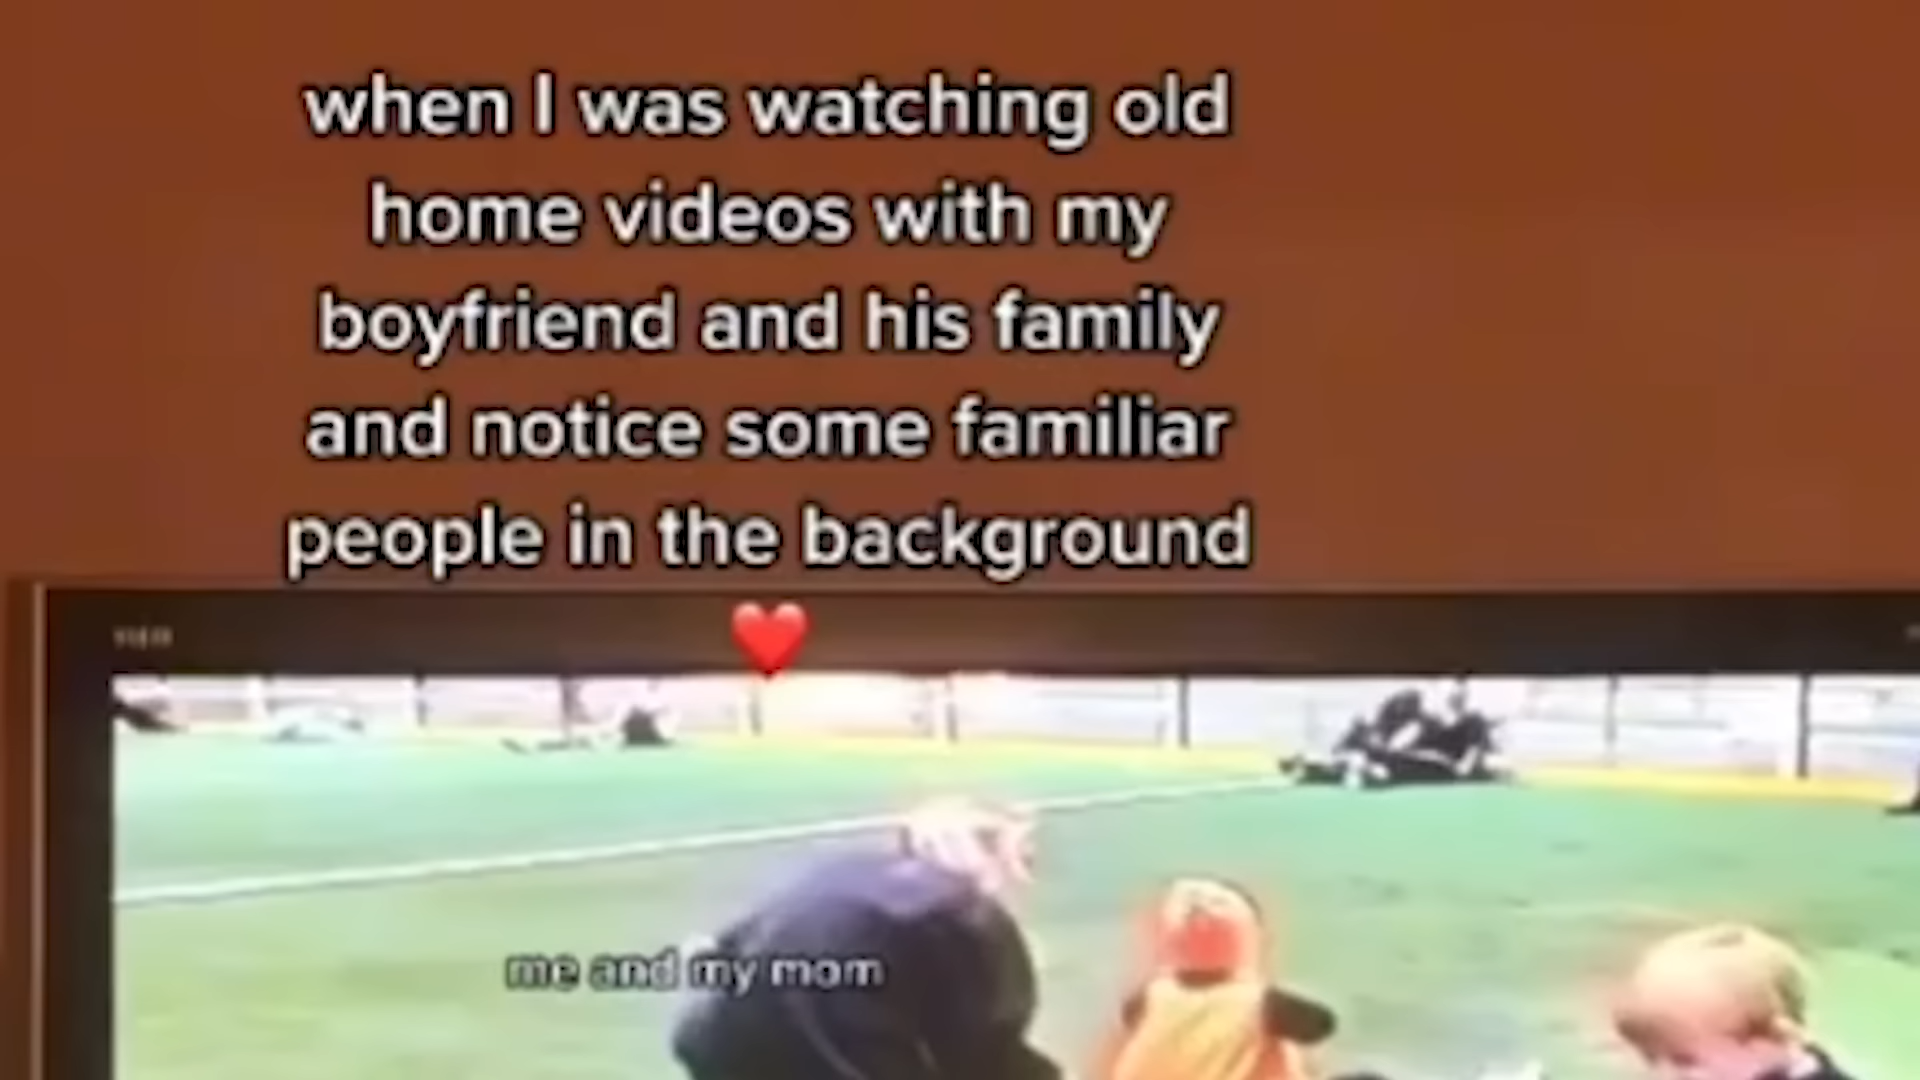 when I was watching old
home videos with my
boyfriend and his family
and notice some familiar
people in the background
❤️
me and my mom